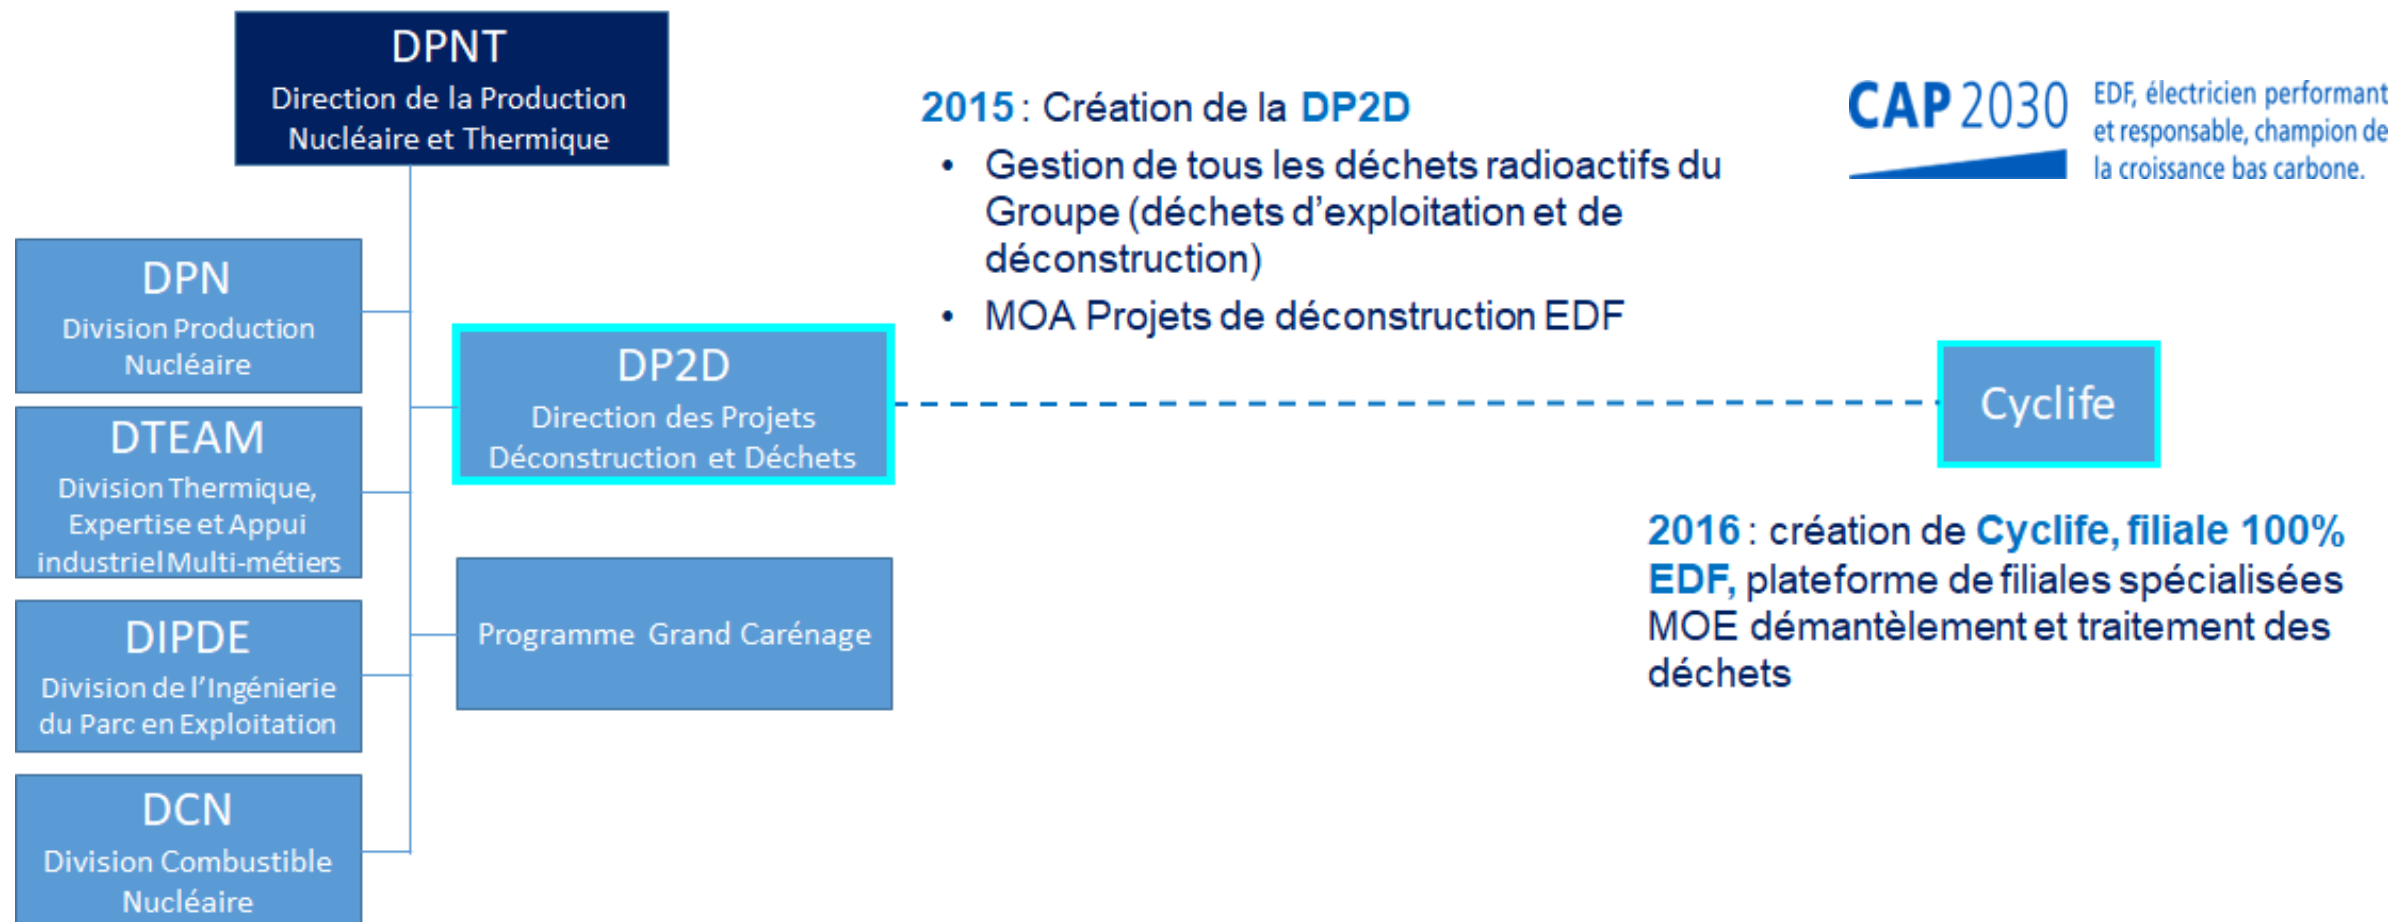 DPNT
Direction de la Production
Nucléaire et Thermique
DPN
Division Production
Nucléaire
DTEAM
Division Thermique,
Expertise et Appui
industriel Multi-métiers
DIPDE
Division de l’Ingénierie
du Parc en Exploitation
DCN
Division Combustible
Nucléaire
DP2D
Direction des Projets
Déconstruction et Déchets
Programme Grand Carénage
2015 : Création de la DP2D
• Gestion de tous les déchets radioactifs du
Groupe (déchets d’exploitation et de
déconstruction)
• MOA Projets de déconstruction EDF
CAP 2030
EDF, électricien performant
et responsable, champion de
la croissance bas carbone.
Cyclife
2016 : création de Cyclife, filiale 100%
EDF, plateforme de filiales spécialisées
MOE démantèlement et traitement des
déchets